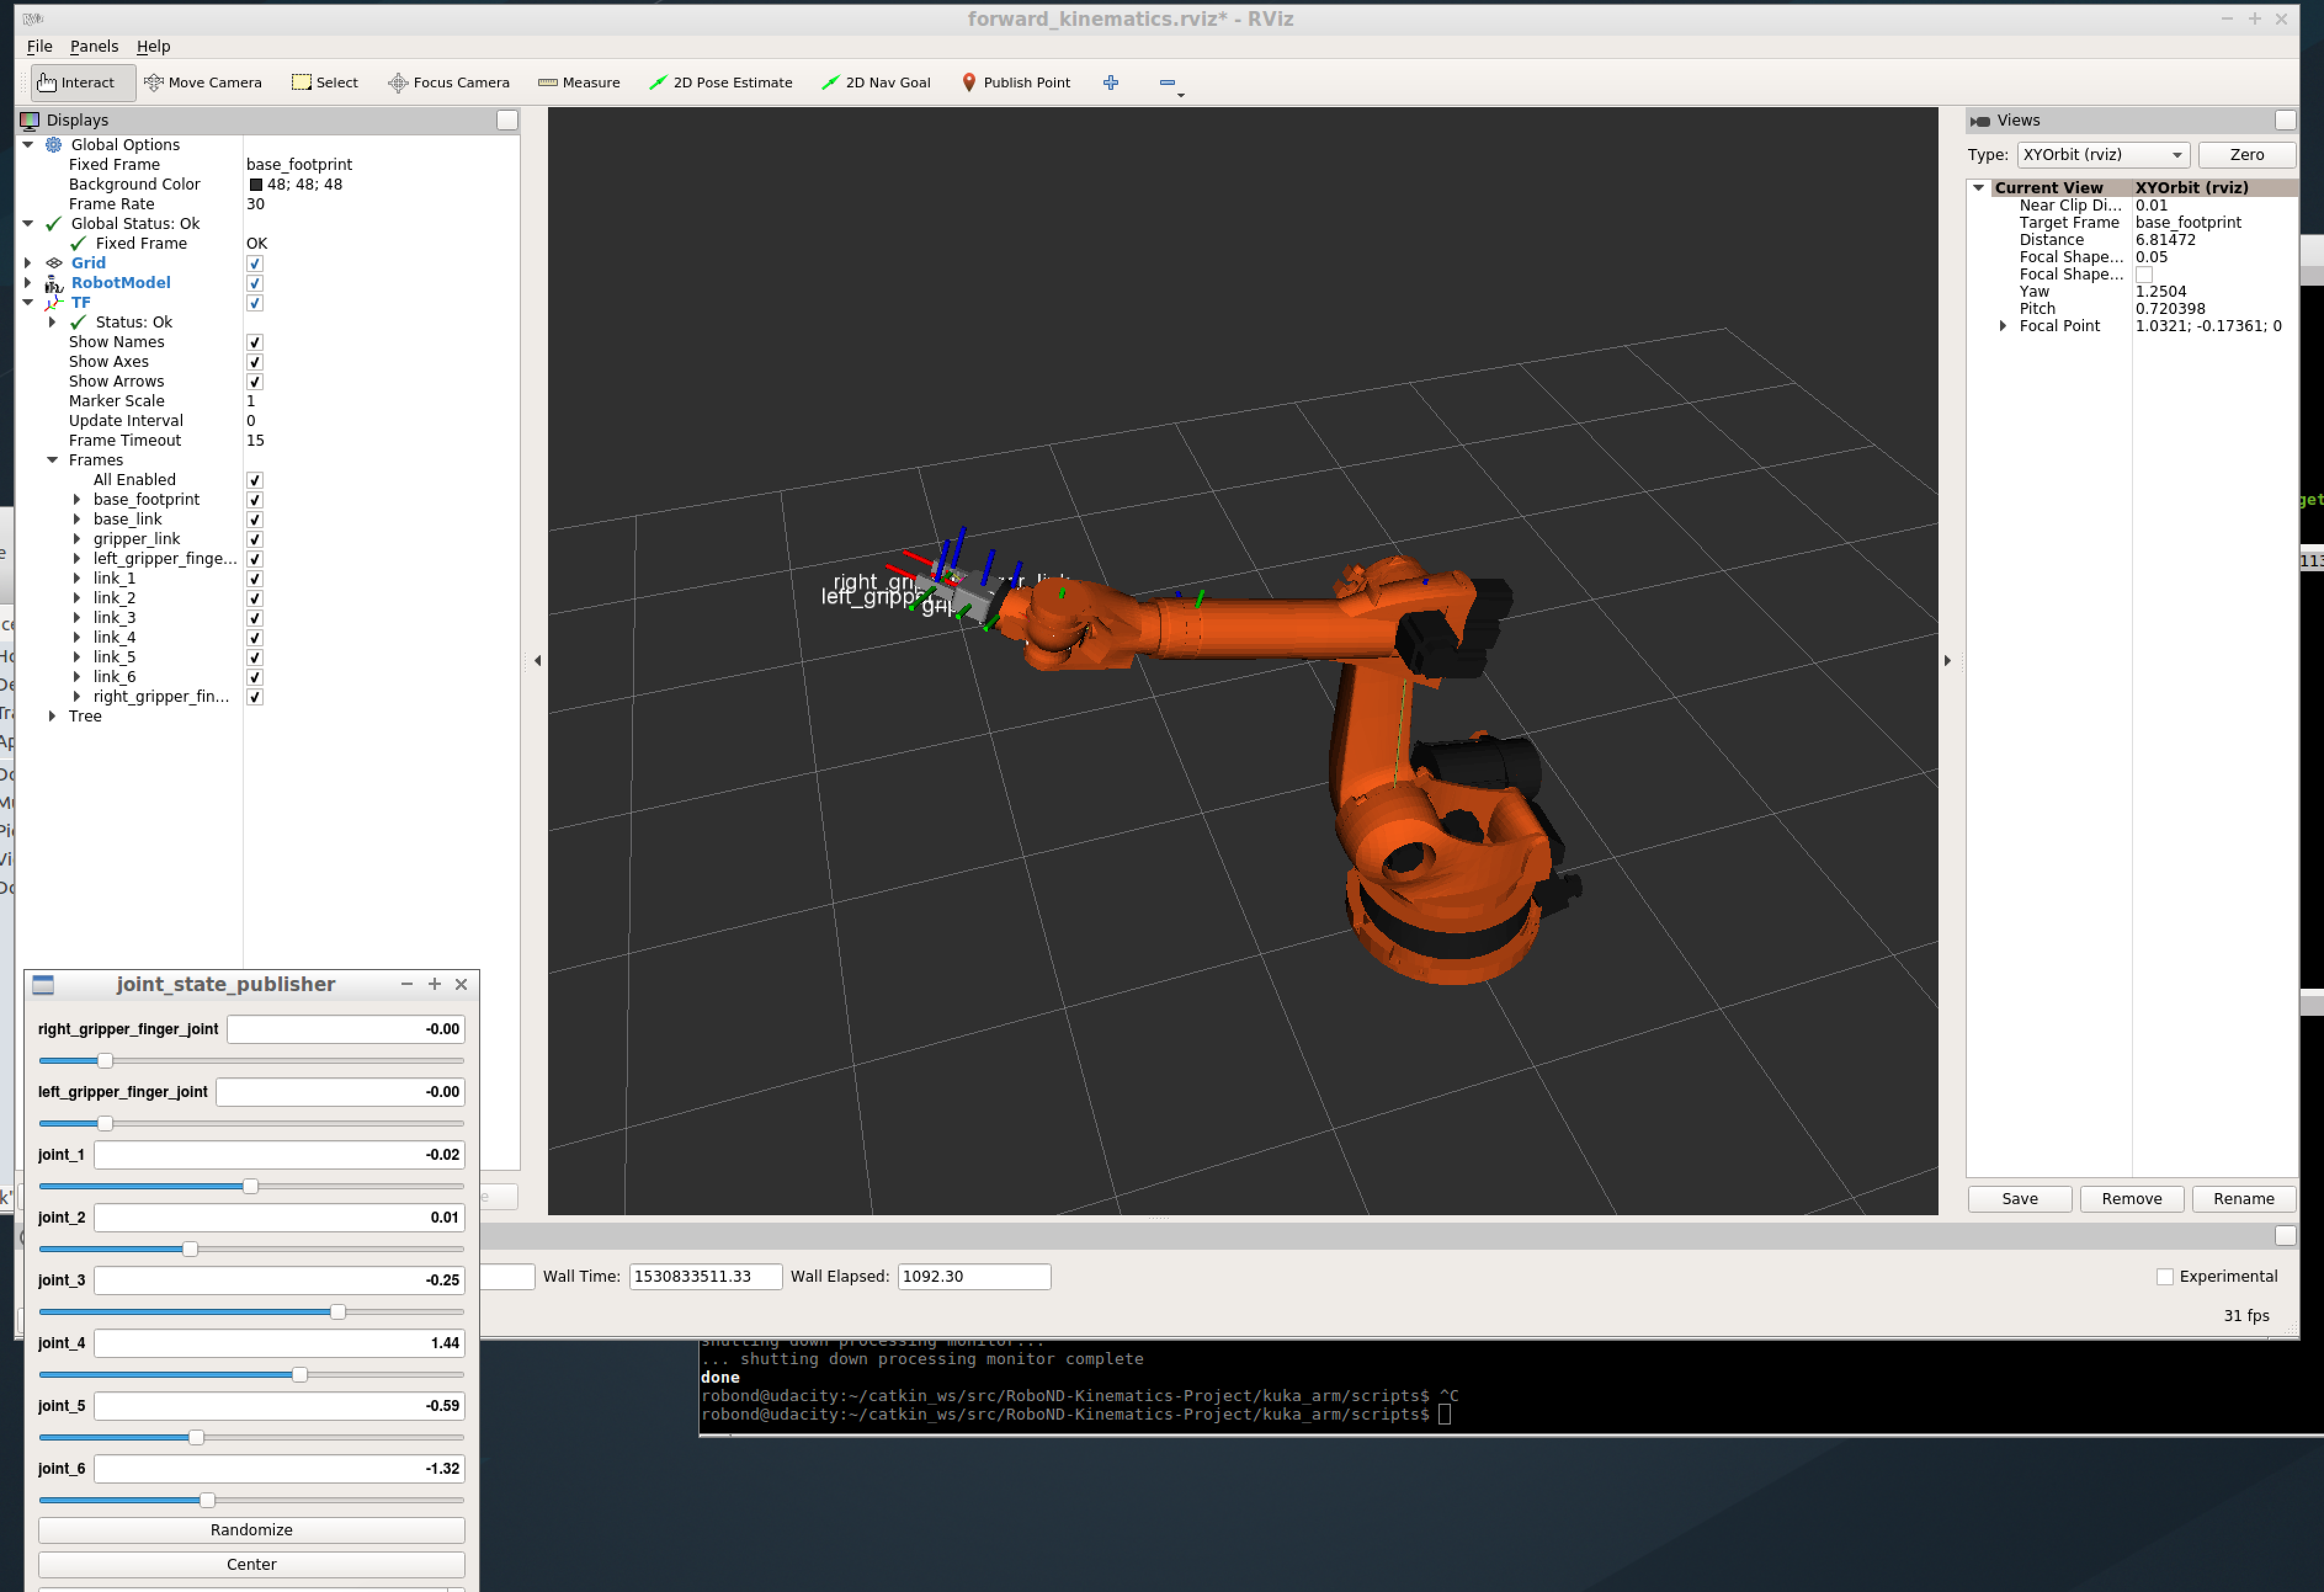 forward_kinematics.rviz* - RViz
File Panels Help
Interact Move Camera Select Focus Camera Measure 2D Pose Estimate 2D Nav Goal Publish Point
Displays
Global Options
Fixed Frame base_footprint
Background Color 48; 48; 48
Frame Rate 30
Global Status: Ok
Fixed Frame OK
Grid
RobotModel
TF
Status: Ok
Show Names
Show Axes
Show Arrows
Marker Scale 1
Update Interval 0
Frame Timeout 15
Frames
All Enabled
base_footprint
base_link
gripper_link
left_gripper_finge...
link_1
link_2
link_3
link_4
link_5
link_6
right_gripper_fin...
Tree
Views
Type: XYOrbit (rviz) Zero
Current View XYOrbit (rviz)
Near Clip Di... 0.01
Target Frame base_footprint
Distance 6.81472
Focal Shape... 0.05
Focal Shape...
Yaw 1.2504
Pitch 0.720398
Focal Point 1.0321; -0.17361; 0
Save Remove Rename
joint_state_publisher
right_gripper_finger_joint -0.00
left_gripper_finger_joint -0.00
joint_1 -0.02
joint_2 0.01
joint_3 -0.25
joint_4 1.44
joint_5 -0.59
joint_6 -1.32
Randomize
Center
Wall Time: 1530833511.33 Wall Elapsed: 1092.30
Experimental
31 fps
shutting down processing monitor...
... shutting down processing monitor complete
done
robond@udacity:~/catkin_ws/src/RoboND-Kinematics-Project/kuka_arm/scripts$ ^C
robond@udacity:~/catkin_ws/src/RoboND-Kinematics-Project/kuka_arm/scripts$